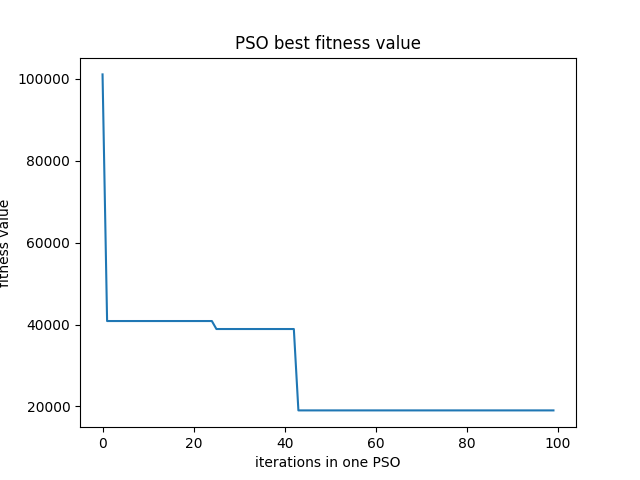 PSO best fitness value
100000
80000
60000
40000
20000
fitness value
0 20 40 60 80 100
iterations in one PSO